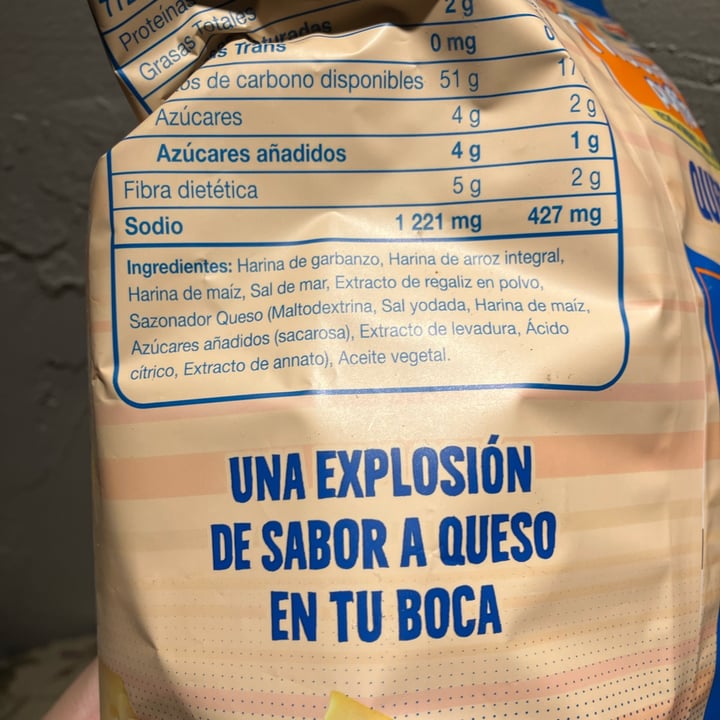 2 g
Proteínas
Grasas Totales
Trans 0 mg
de carbono disponibles 51 g 17
Azúcares 4 g 2 g
Azúcares añadidos 4 g 1 g
Fibra dietética 5 g 2 g
Sodio 1 221 mg 427 mg
Ingredientes: Harina de garbanzo, Harina de arroz integral,
Harina de maíz, Sal de mar, Extracto de regaliz en polvo,
Sazonador Queso (Maltodextrina, Sal yodada, Harina de maíz,
Azúcares añadidos (sacarosa), Extracto de levadura, Ácido
cítrico, Extracto de annato), Aceite vegetal.
UNA EXPLOSIÓN
DE SABOR A QUESO
EN TU BOCA